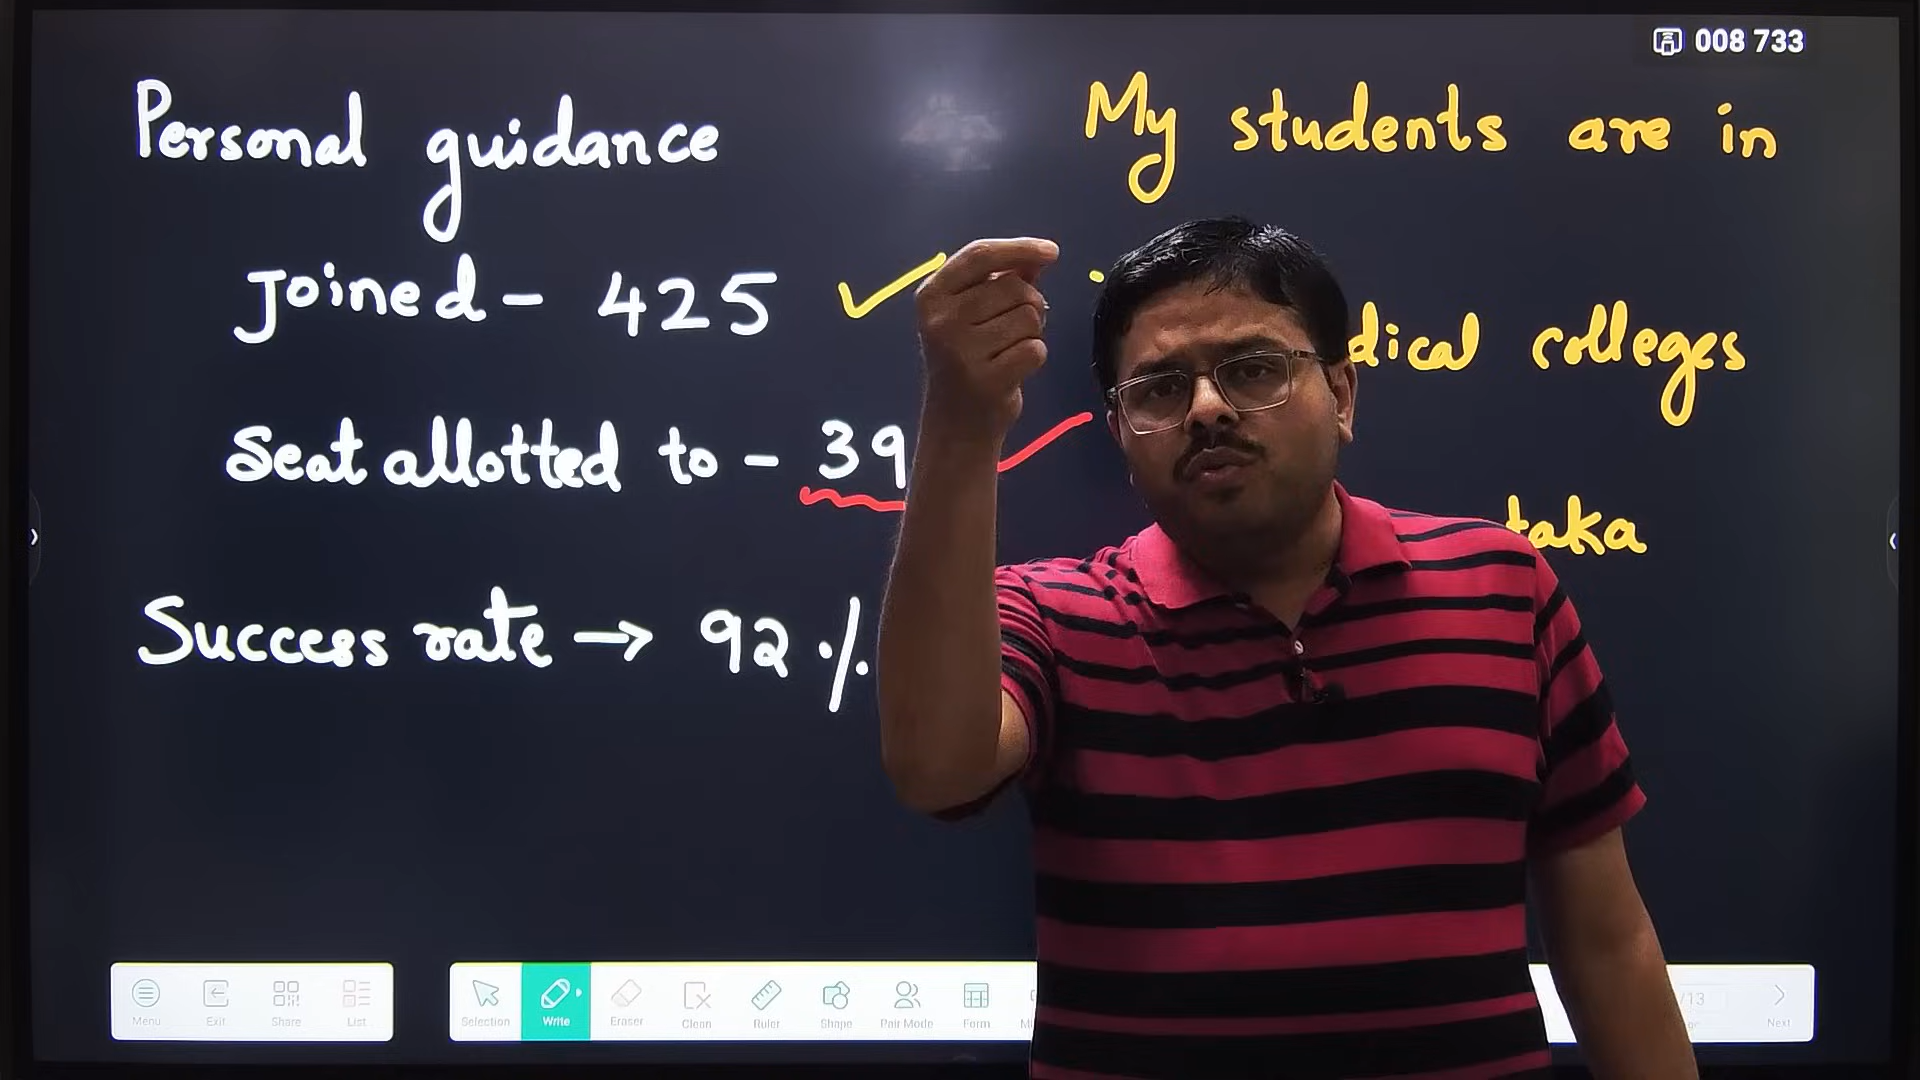 008 733
Personal guidance
Joined - 425
Seat allotted to - 39
Success rate → 92 %
My students are in
dical colleges
taka
Menu
Exit
Share
List
Selection
Write
Eraser
Clean
Ruler
Shape
Pair Mode
Form
/13
Next